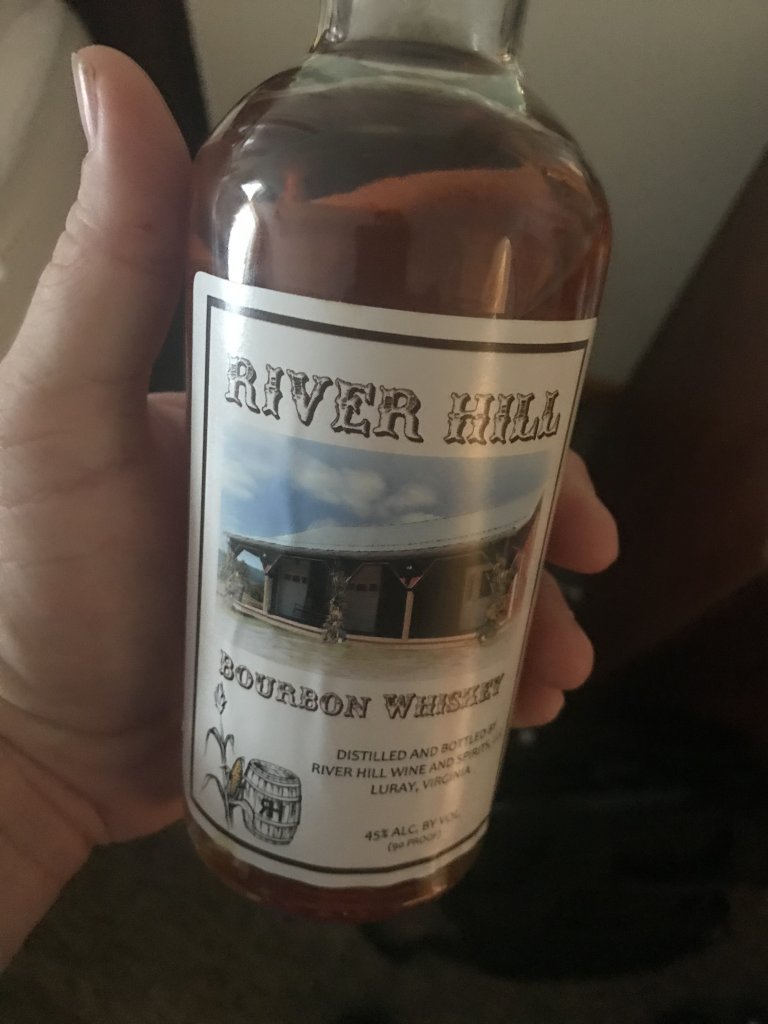 RIVER HILL
BOURBON WHISKEY
DISTILLED AND BOTTLED BY
RIVER HILL WINE AND SPIRITS,
LURAY, VIRGINIA
RH
45% ALC. BY VOL.
(90 PROOF)